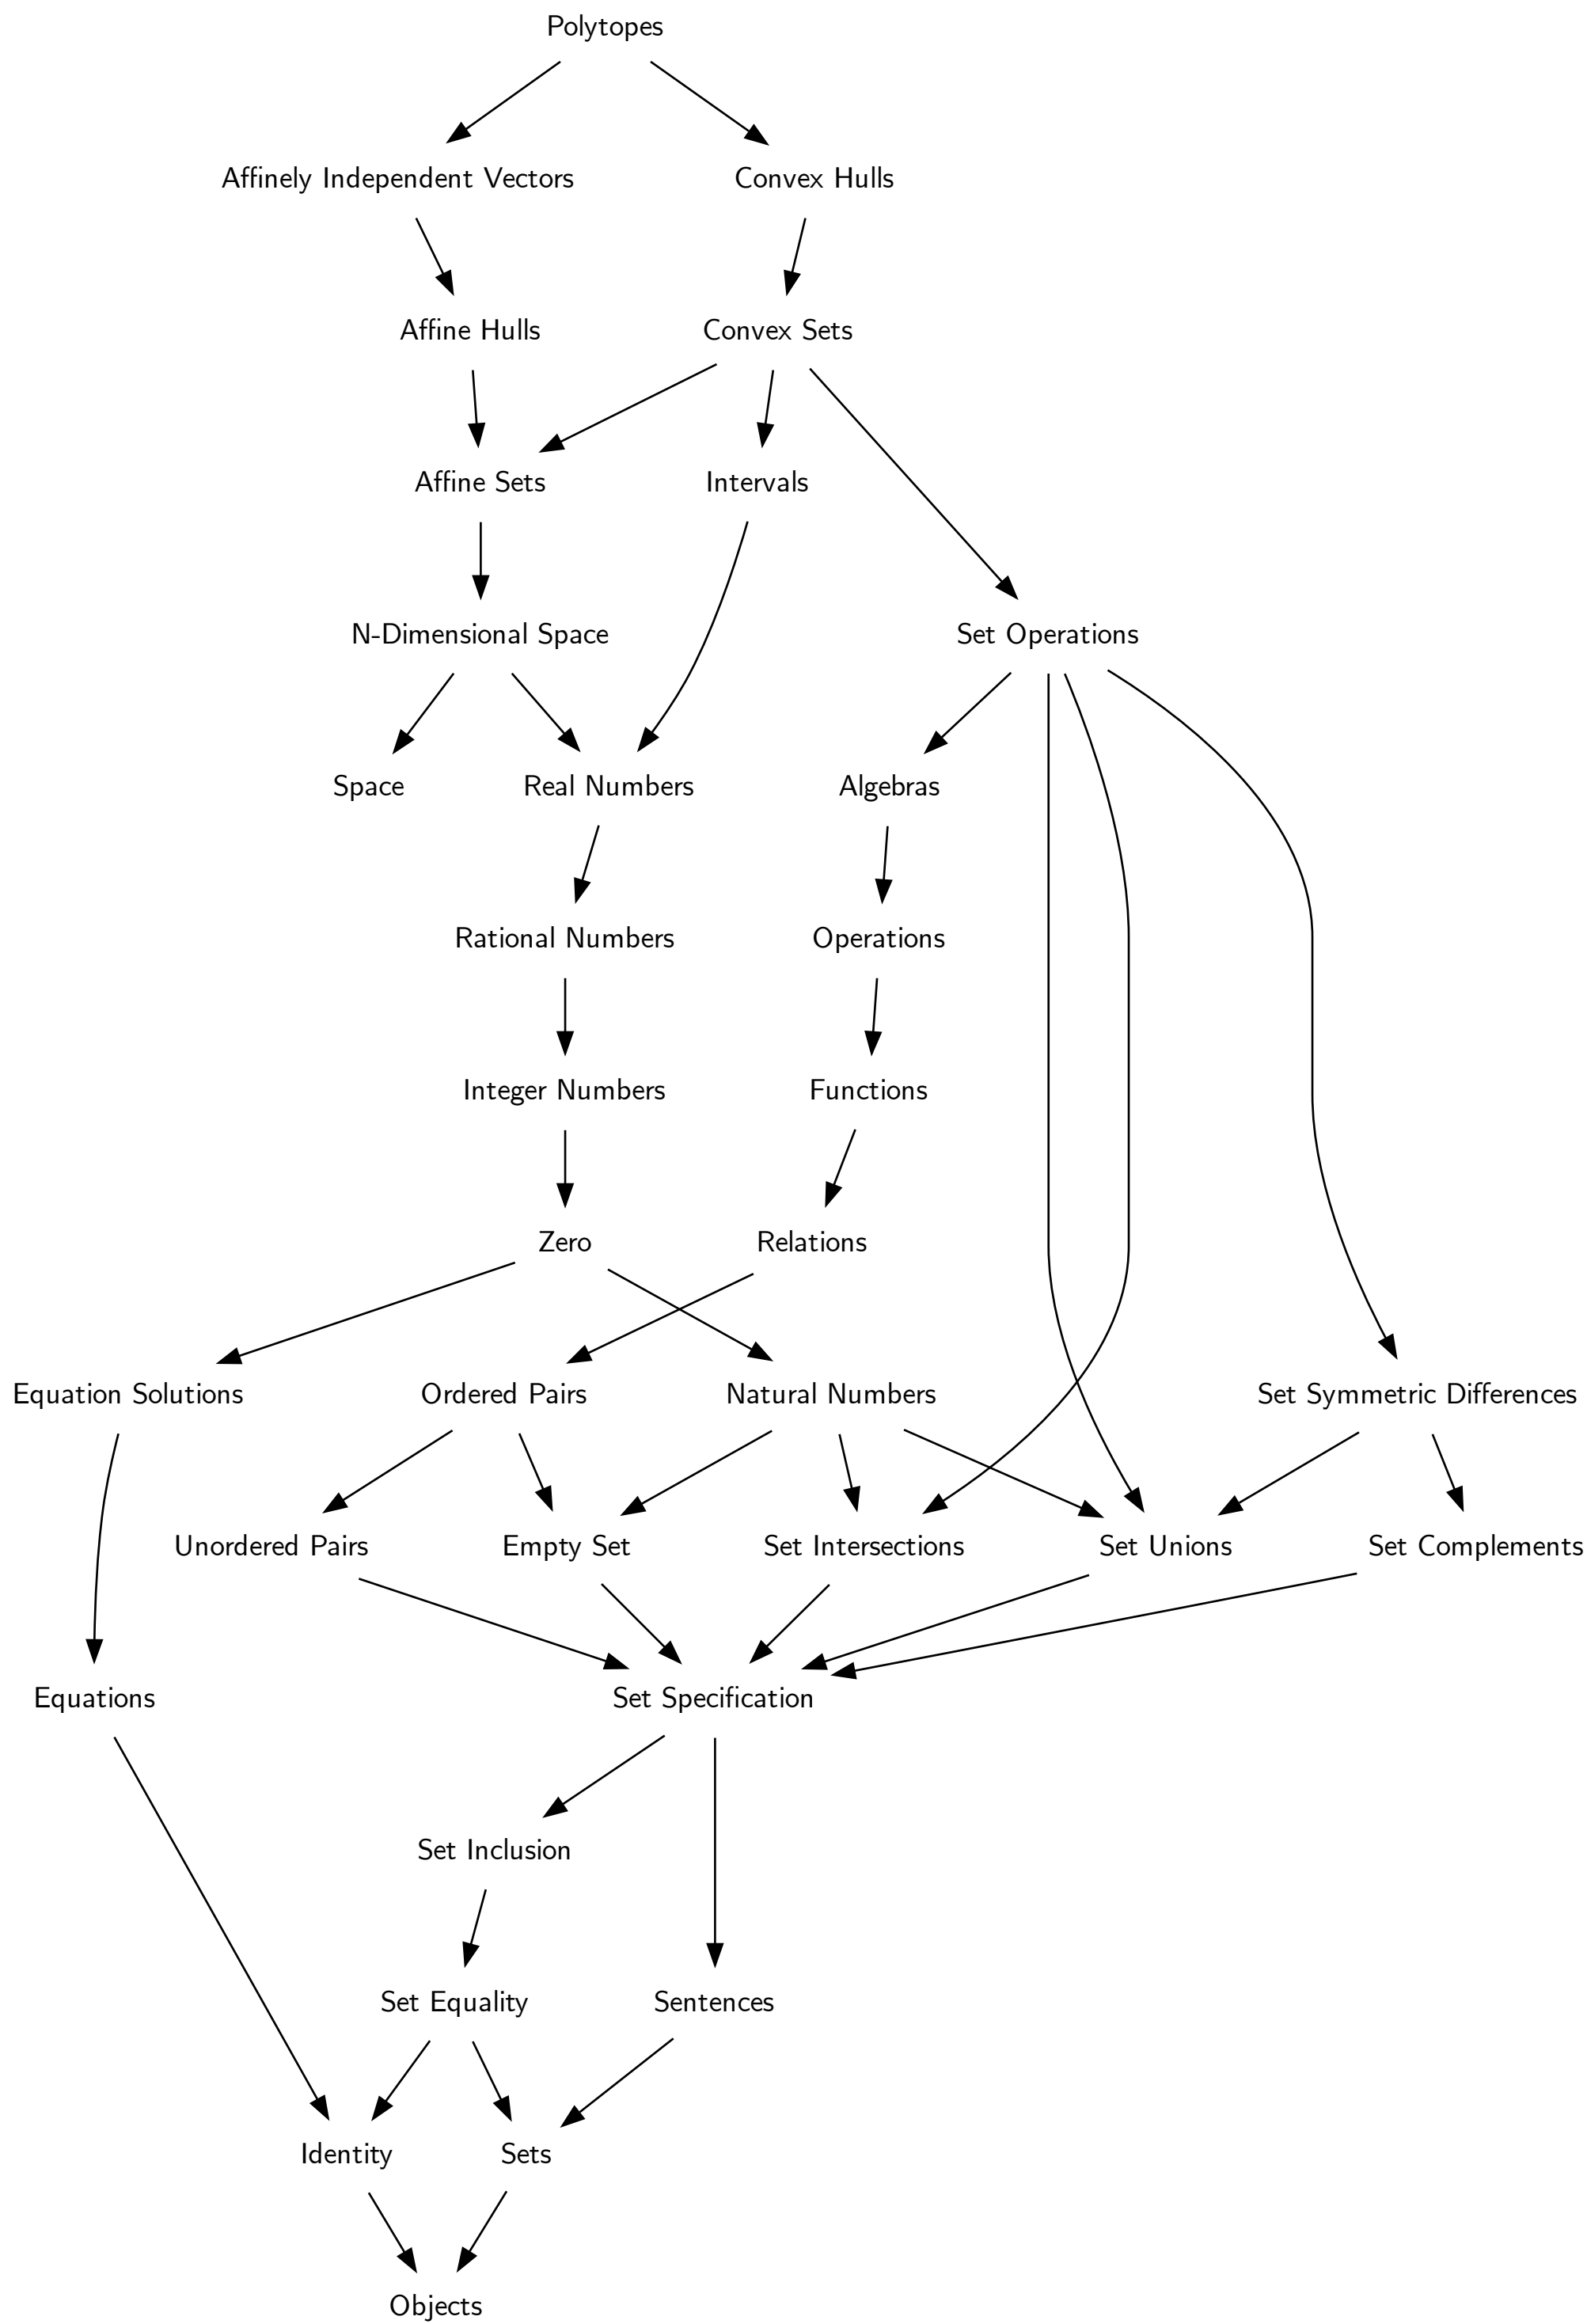 Polytopes
Affinely Independent Vectors
Convex Hulls
Affine Hulls
Convex Sets
Affine Sets
Intervals
N-Dimensional Space
Set Operations
Space
Real Numbers
Algebras
Rational Numbers
Operations
Integer Numbers
Functions
Zero
Relations
Equation Solutions
Ordered Pairs
Natural Numbers
Set Symmetric Differences
Unordered Pairs
Empty Set
Set Intersections
Set Unions
Set Complements
Equations
Set Specification
Set Inclusion
Set Equality
Sentences
Identity
Sets
Objects